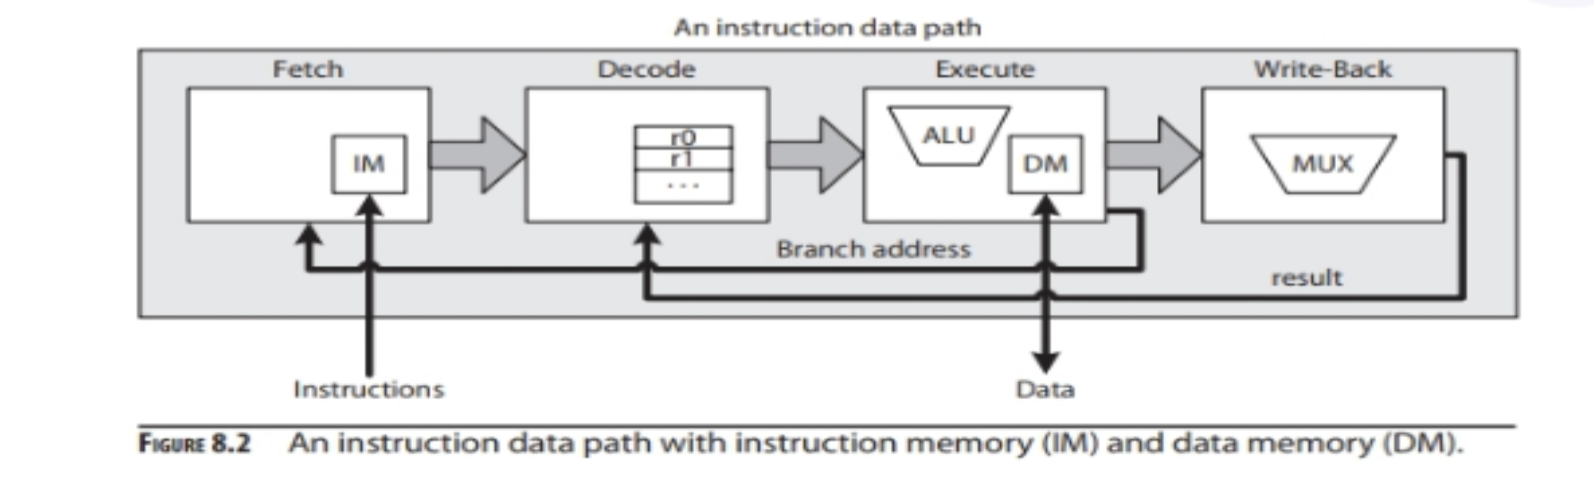 An instruction data path
Fetch
Decode
Execute
Write-Back
IM
r0
r1
...
ALU
DM
MUX
Branch address
result
Instructions
Data
FIGURE 8.2 An instruction data path with instruction memory (IM) and data memory (DM).